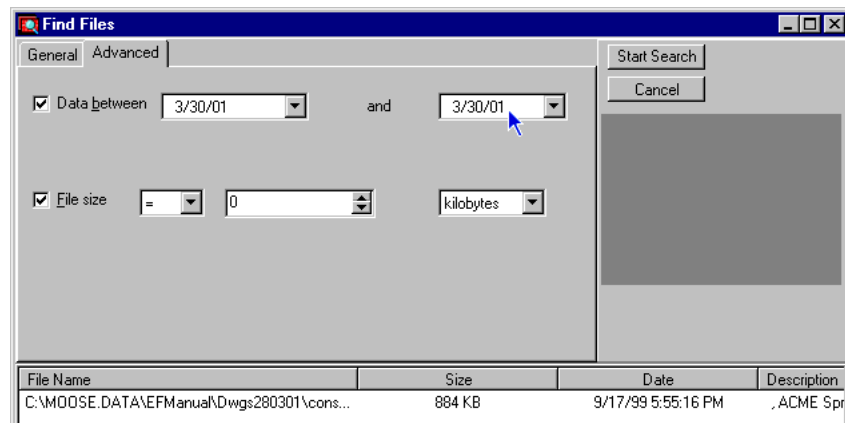 Find Files
General Advanced
Start Search
Cancel
Data between 3/30/01 and 3/30/01
File size = 0 kilobytes
File Name Size Date Description
C:\MOOSE.DATA\EFManual\Dwgs280301\cons... 884 KB 9/17/99 5:55:16 PM , ACME Spr